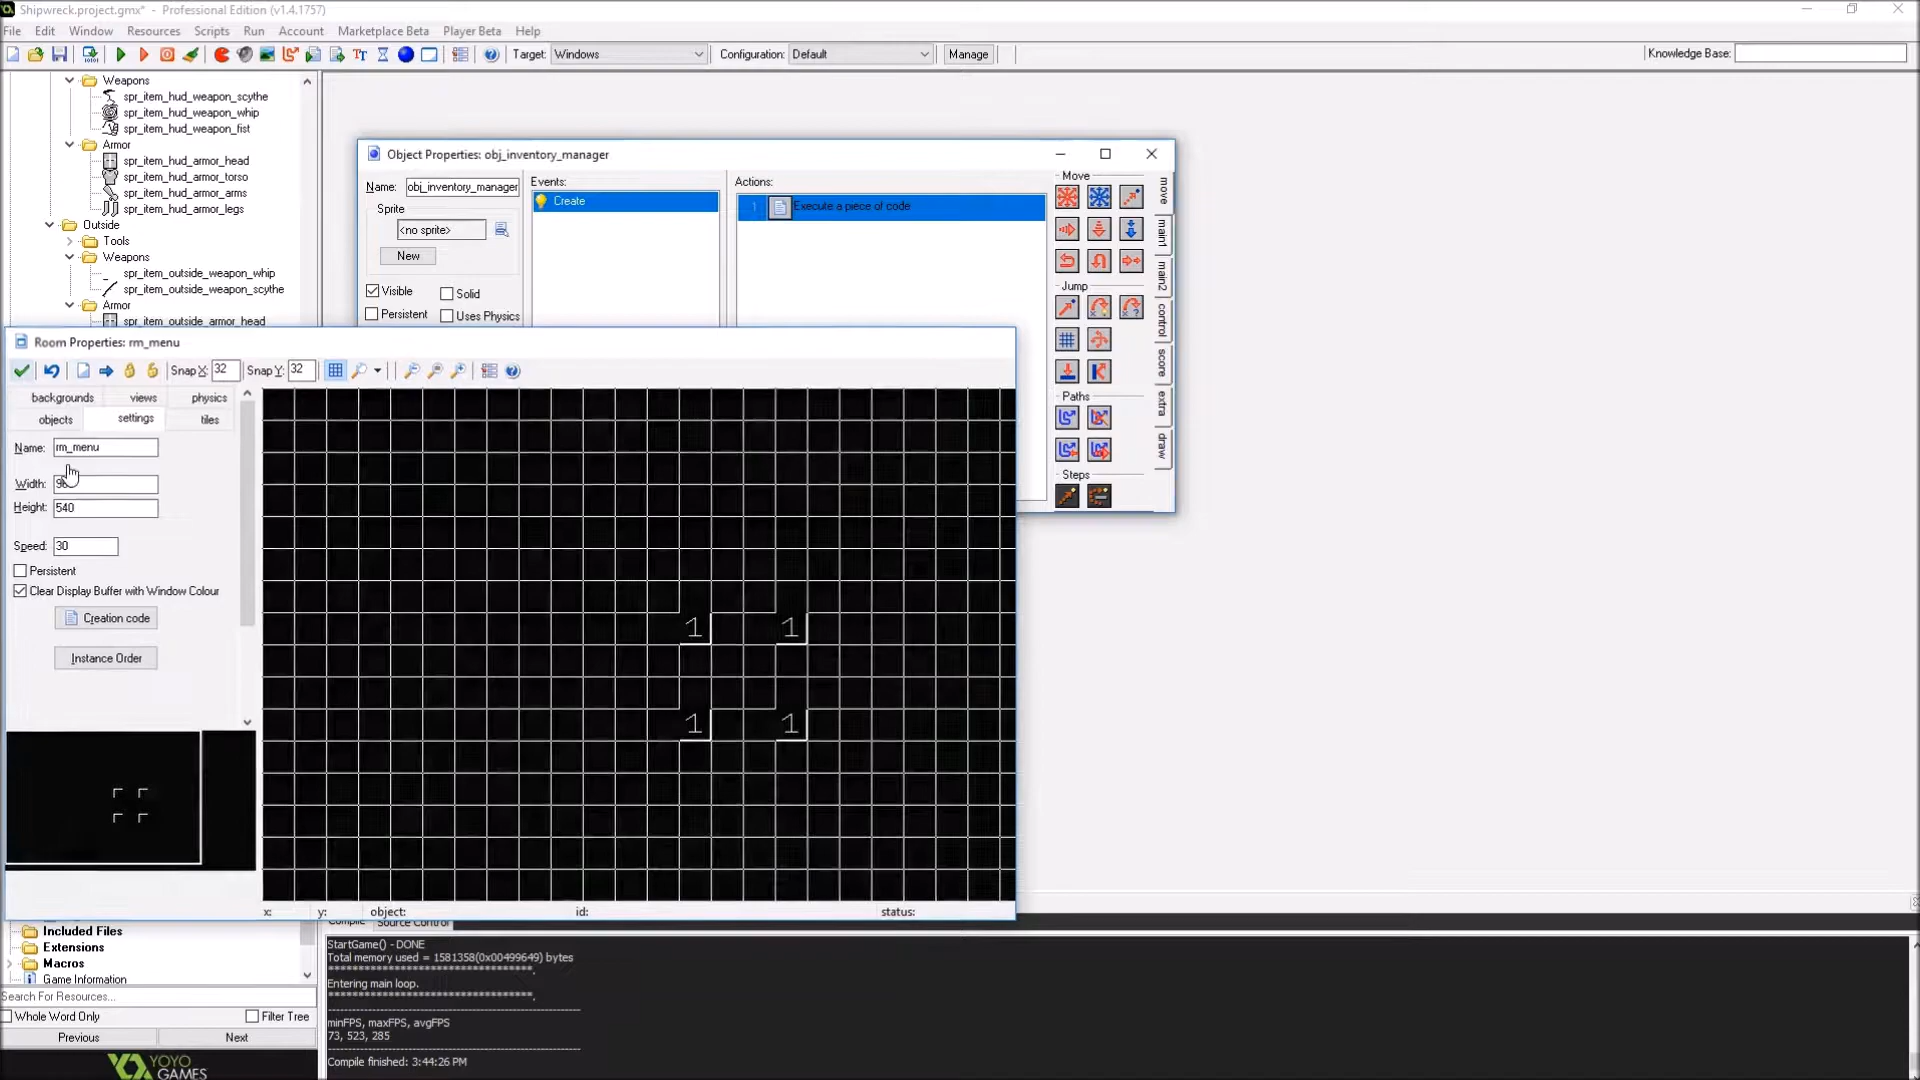 Shipwreck.project.gmx* - Professional Edition (v1.4.1757)
File Edit Window Resources Scripts Run Account Marketplace Beta Player Beta Help
Target: Windows Configuration: Default Manage Knowledge Base:
Weapons
spr_item_hud_weapon_scythe
spr_item_hud_weapon_whip
spr_item_hud_weapon_fist
Armor
spr_item_hud_armor_head
spr_item_hud_armor_torso
spr_item_hud_armor_arms
spr_item_hud_armor_legs
Outside
Tools
Weapons
spr_item_outside_weapon_whip
spr_item_outside_weapon_scythe
Armor
spr_item_outside_armor_head
Object Properties: obj_inventory_manager
Name: obj_inventory_manager
Sprite
<no sprite>
New
Visible Solid
Persistent Uses Physics
Events:
Create
Actions:
1 Execute a piece of code
Move
Jump
Paths
Steps
move
main1
main2
control
score
extra
draw
Room Properties: rm_menu
Snap X: 32 Snap Y: 32
backgrounds views physics
objects settings tiles
Name: rm_menu
Width:
Height: 540
Speed: 30
Persistent
Clear Display Buffer with Window Colour
Creation code
Instance Order
1 1
1 1
x: y: object: id: status:
Included Files
Extensions
Macros
Game Information
Search For Resources...
Whole Word Only Filter Tree
Previous Next
YOYO
GAMES
Compile Source Control
StartGame() - DONE
Total memory used = 1581358(0x00499649) bytes
**********************************.
Entering main loop.
**********************************.
minFPS, maxFPS, avgFPS
73, 523, 285
Compile finished: 3:44:26 PM